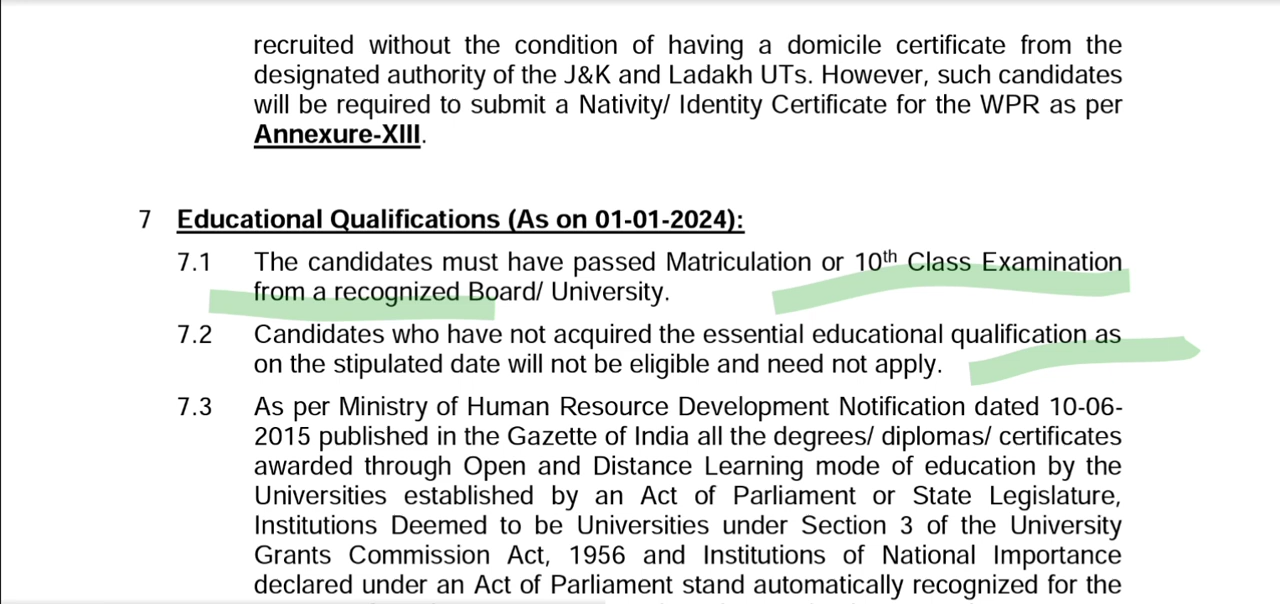 recruited without the condition of having a domicile certificate from the
designated authority of the J&K and Ladakh UTs. However, such candidates
will be required to submit a Nativity/ Identity Certificate for the WPR as per
Annexure-XIII.
7 Educational Qualifications (As on 01-01-2024):
7.1 The candidates must have passed Matriculation or 10th Class Examination
from a recognized Board/ University.
7.2 Candidates who have not acquired the essential educational qualification as
on the stipulated date will not be eligible and need not apply.
7.3 As per Ministry of Human Resource Development Notification dated 10-06-
2015 published in the Gazette of India all the degrees/ diplomas/ certificates
awarded through Open and Distance Learning mode of education by the
Universities established by an Act of Parliament or State Legislature,
Institutions Deemed to be Universities under Section 3 of the University
Grants Commission Act, 1956 and Institutions of National Importance
declared under an Act of Parliament stand automatically recognized for the